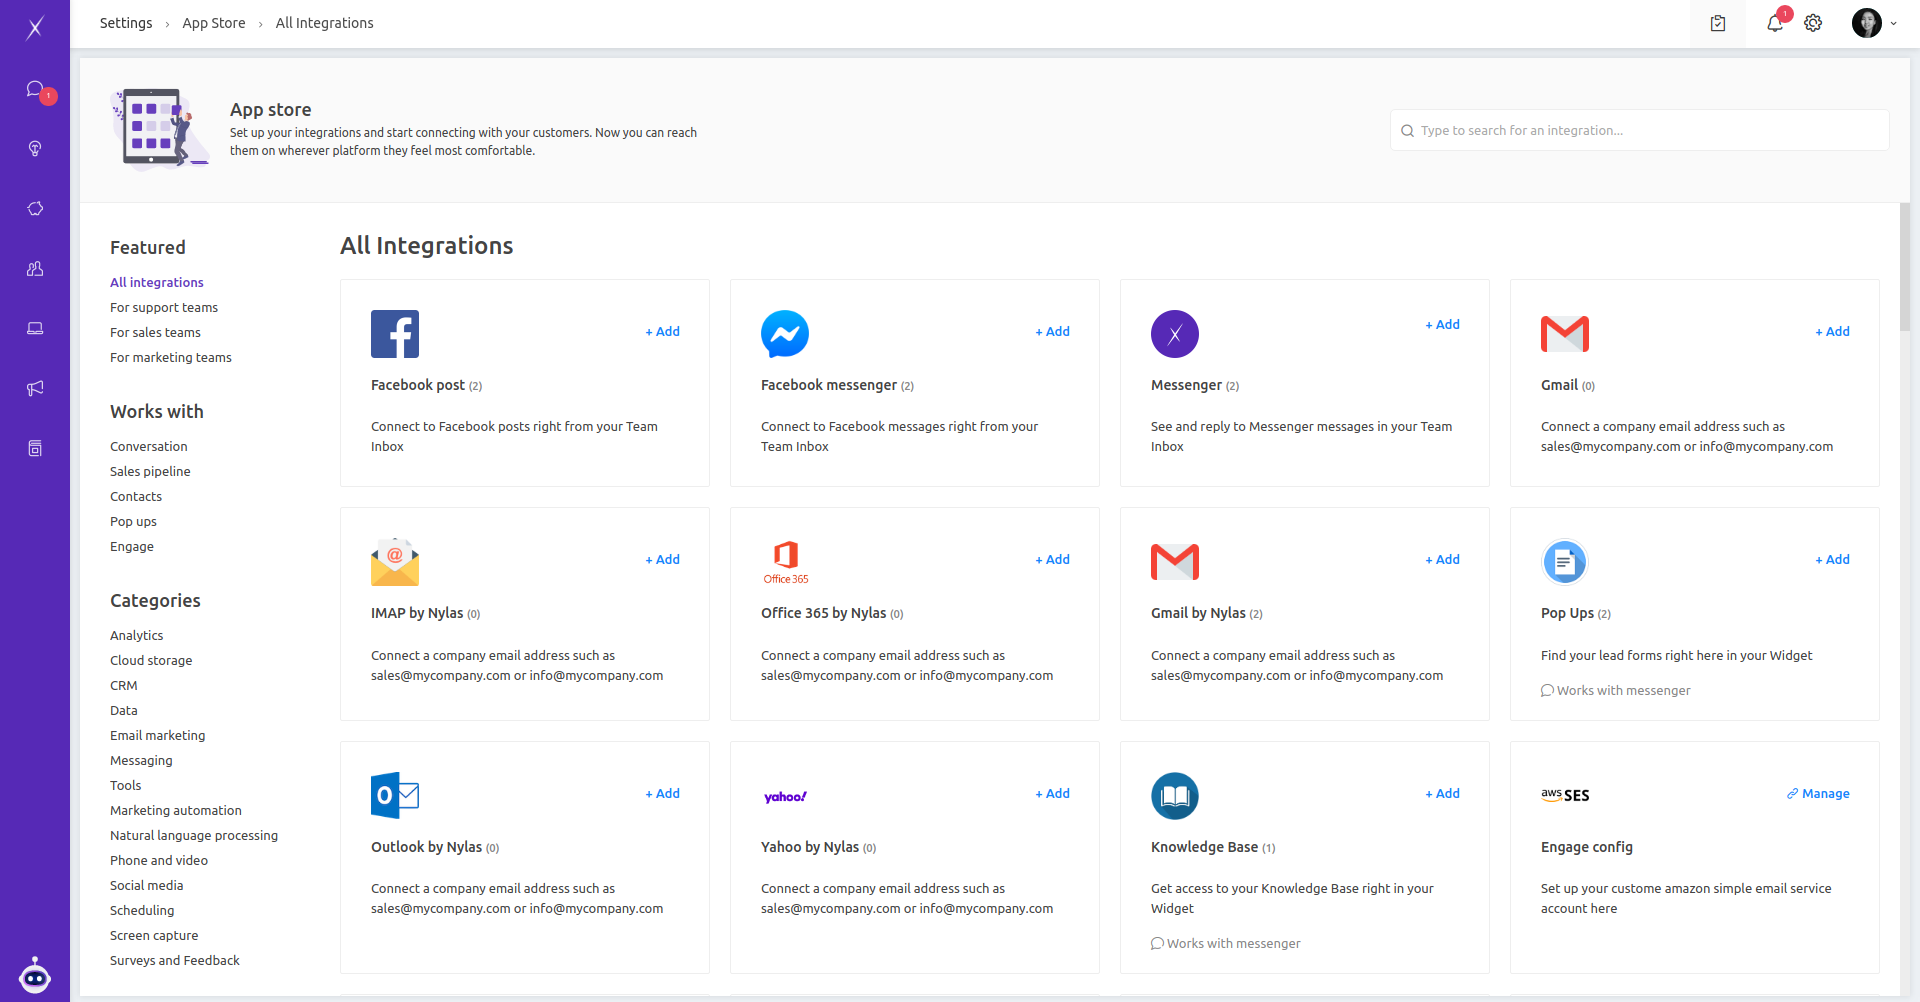 Settings › App Store › All Integrations
1
1
App store
Set up your integrations and start connecting with your customers. Now you can reach
them on wherever platform they feel most comfortable.
Type to search for an integration...
Featured
All integrations
For support teams
For sales teams
For marketing teams
Works with
Conversation
Sales pipeline
Contacts
Pop ups
Engage
Categories
Analytics
Cloud storage
CRM
Data
Email marketing
Messaging
Tools
Marketing automation
Natural language processing
Phone and video
Social media
Scheduling
Screen capture
Surveys and Feedback
All Integrations
+ Add
Facebook post (2)
Connect to Facebook posts right from your Team
Inbox
+ Add
Facebook messenger (2)
Connect to Facebook messages right from your
Team Inbox
+ Add
Messenger (2)
See and reply to Messenger messages in your Team
Inbox
+ Add
Gmail (0)
Connect a company email address such as
sales@mycompany.com or info@mycompany.com
@
+ Add
IMAP by Nylas (0)
Connect a company email address such as
sales@mycompany.com or info@mycompany.com
Office 365
+ Add
Office 365 by Nylas (0)
Connect a company email address such as
sales@mycompany.com or info@mycompany.com
+ Add
Gmail by Nylas (2)
Connect a company email address such as
sales@mycompany.com or info@mycompany.com
+ Add
Pop Ups (2)
Find your lead forms right here in your Widget
Works with messenger
+ Add
Outlook by Nylas (0)
Connect a company email address such as
sales@mycompany.com or info@mycompany.com
yahoo!
+ Add
Yahoo by Nylas (0)
Connect a company email address such as
sales@mycompany.com or info@mycompany.com
+ Add
Knowledge Base (1)
Get access to your Knowledge Base right in your
Widget
Works with messenger
aws SES
Manage
Engage config
Set up your custome amazon simple email service
account here